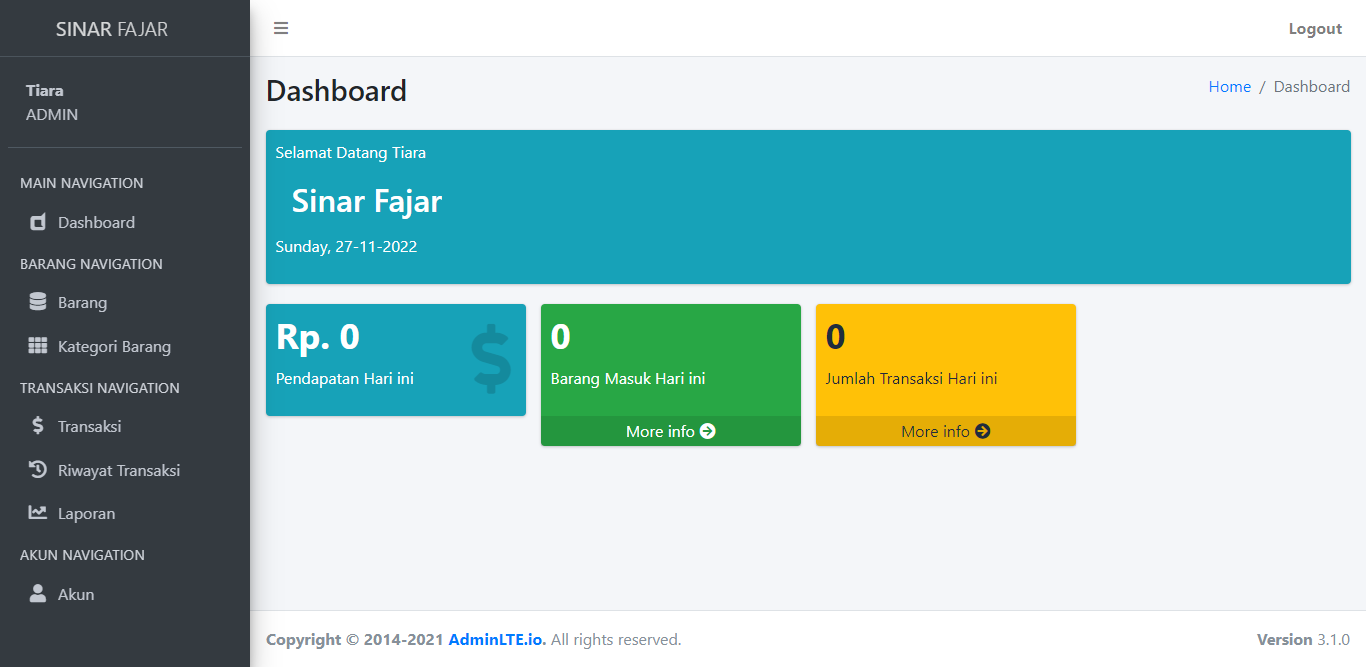 SINAR FAJAR
Logout
Tiara
ADMIN
MAIN NAVIGATION
Dashboard
BARANG NAVIGATION
Barang
Kategori Barang
TRANSAKSI NAVIGATION
Transaksi
Riwayat Transaksi
Laporan
AKUN NAVIGATION
Akun
Dashboard
Home / Dashboard
Selamat Datang Tiara
Sinar Fajar
Sunday, 27-11-2022
Rp. 0
Pendapatan Hari ini
0
Barang Masuk Hari ini
More info
0
Jumlah Transaksi Hari ini
More info
Copyright © 2014-2021 AdminLTE.io. All rights reserved.
Version 3.1.0